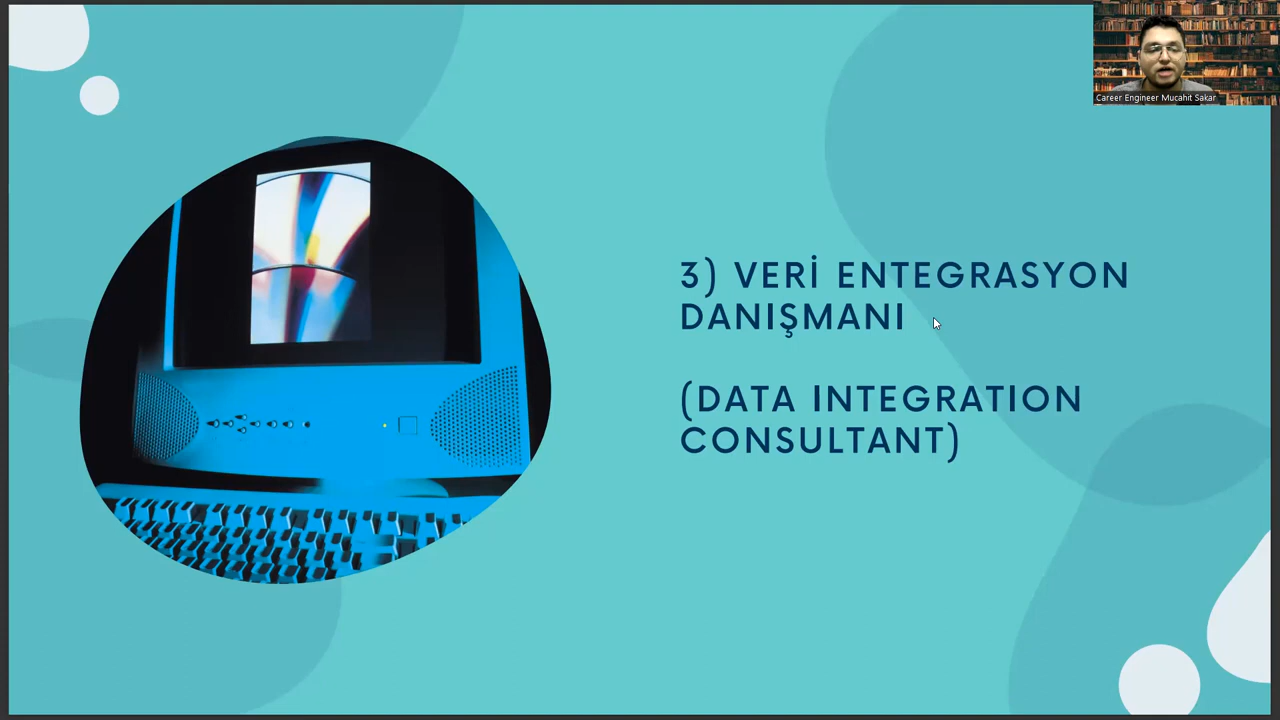 Career Engineer Mucahit Sakar
3) VERİ ENTEGRASYON
DANIŞMANI
(DATA INTEGRATION
CONSULTANT)